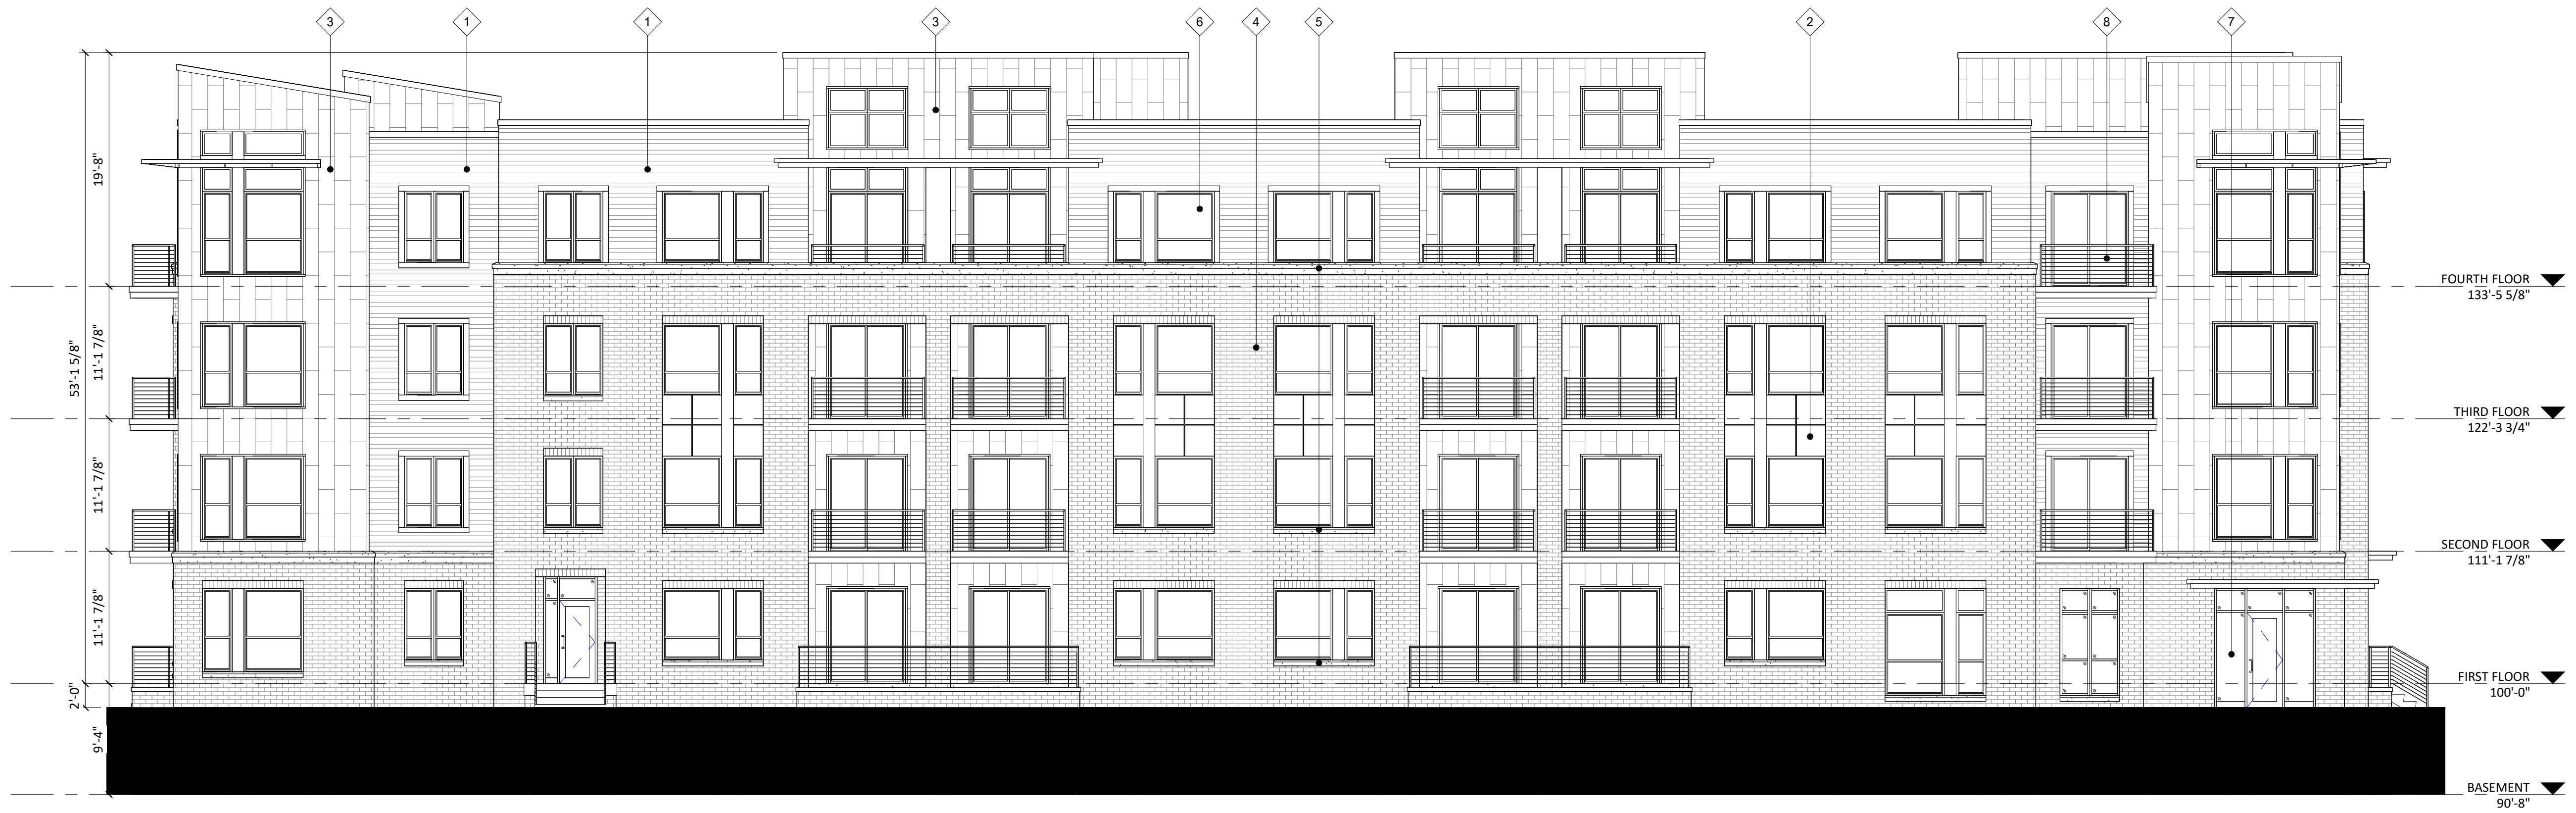 3 1 1 3 6 4 5 2 8 7
19'-8"
53'-1 5/8"
11'-1 7/8"
11'-1 7/8"
11'-1 7/8"
2'-0"
9'-4"
FOURTH FLOOR
133'-5 5/8"
THIRD FLOOR
122'-3 3/4"
SECOND FLOOR
111'-1 7/8"
FIRST FLOOR
100'-0"
BASEMENT
90'-8"